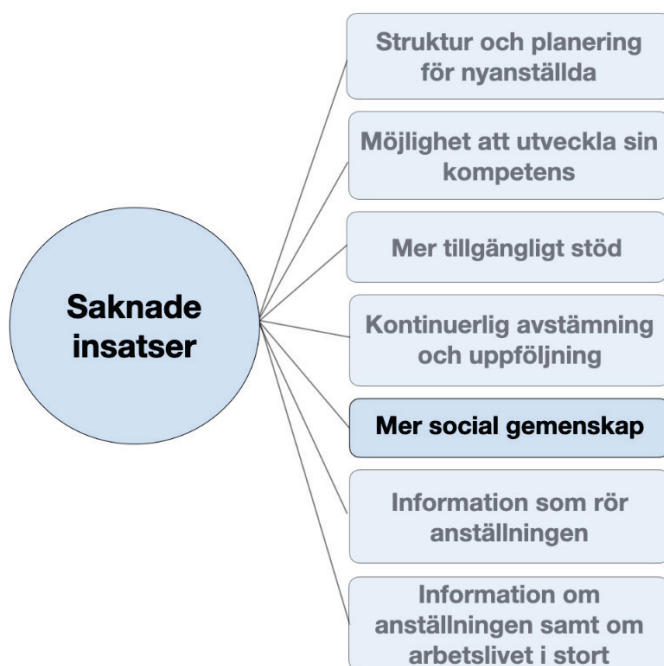 Saknade
insatser
Struktur och planering
för nyanställda
Möjlighet att utveckla sin
kompetens
Mer tillgängligt stöd
Kontinuerlig avstämning
och uppföljning
Mer social gemenskap
Information som rör
anställningen
Information om
anställningen samt om
arbetslivet i stort